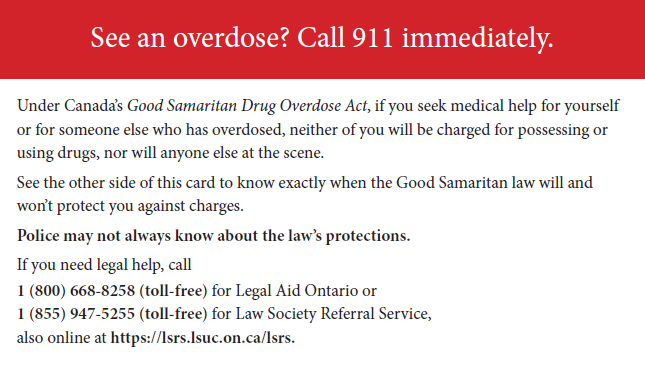 See an overdose? Call 911 immediately.
Under Canada's Good Samaritan Drug Overdose Act, if you seek medical help for yourself
or for someone else who has overdosed, neither of you will be charged for possessing or
using drugs, nor will anyone else at the scene.
See the other side of this card to know exactly when the Good Samaritan law will and
won't protect you against charges.
Police may not always know about the law's protections.
If you need legal help, call
1 (800) 668-8258 (toll-free) for Legal Aid Ontario or
1 (855) 947-5255 (toll-free) for Law Society Referral Service,
also online at https://lsrs.lsuc.on.ca/lsrs.